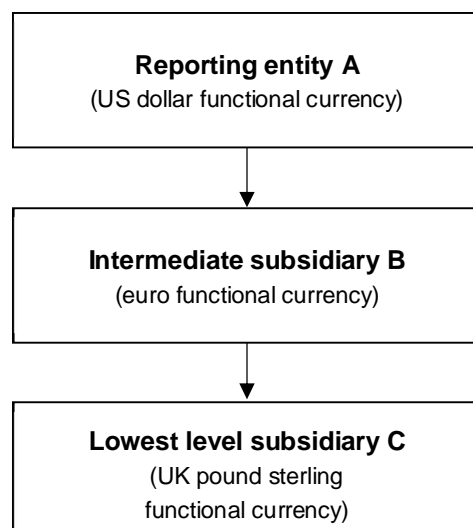 Reporting entity A
(US dollar functional currency)
Intermediate subsidiary B
(euro functional currency)
Lowest level subsidiary C
(UK pound sterling
functional currency)